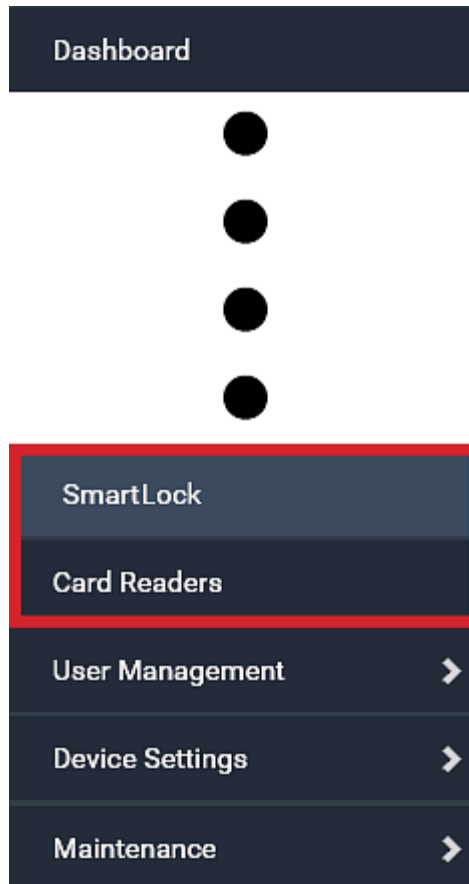 Dashboard
SmartLock
Card Readers
User Management
Device Settings
Maintenance